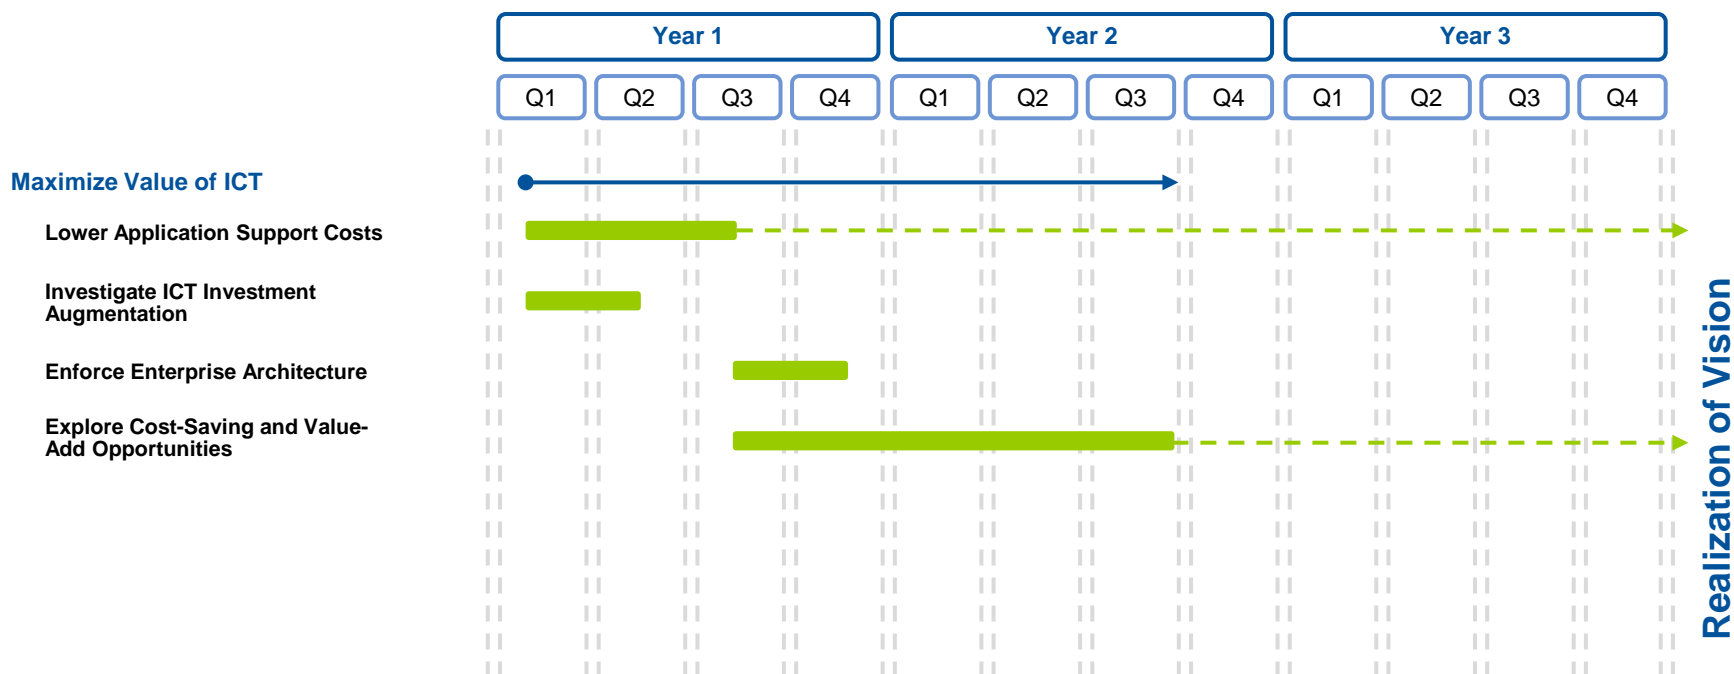 Year 1
Year 2
Year 3
Q1
Q2
Q3
Q4
Q1
Q2
Q3
Q4
Q1
Q2
Q3
Q4
Maximize Value of ICT
Lower Application Support Costs
Investigate ICT Investment
Augmentation
Enforce Enterprise Architecture
Explore Cost-Saving and Value-
Add Opportunities
Realization of Vision